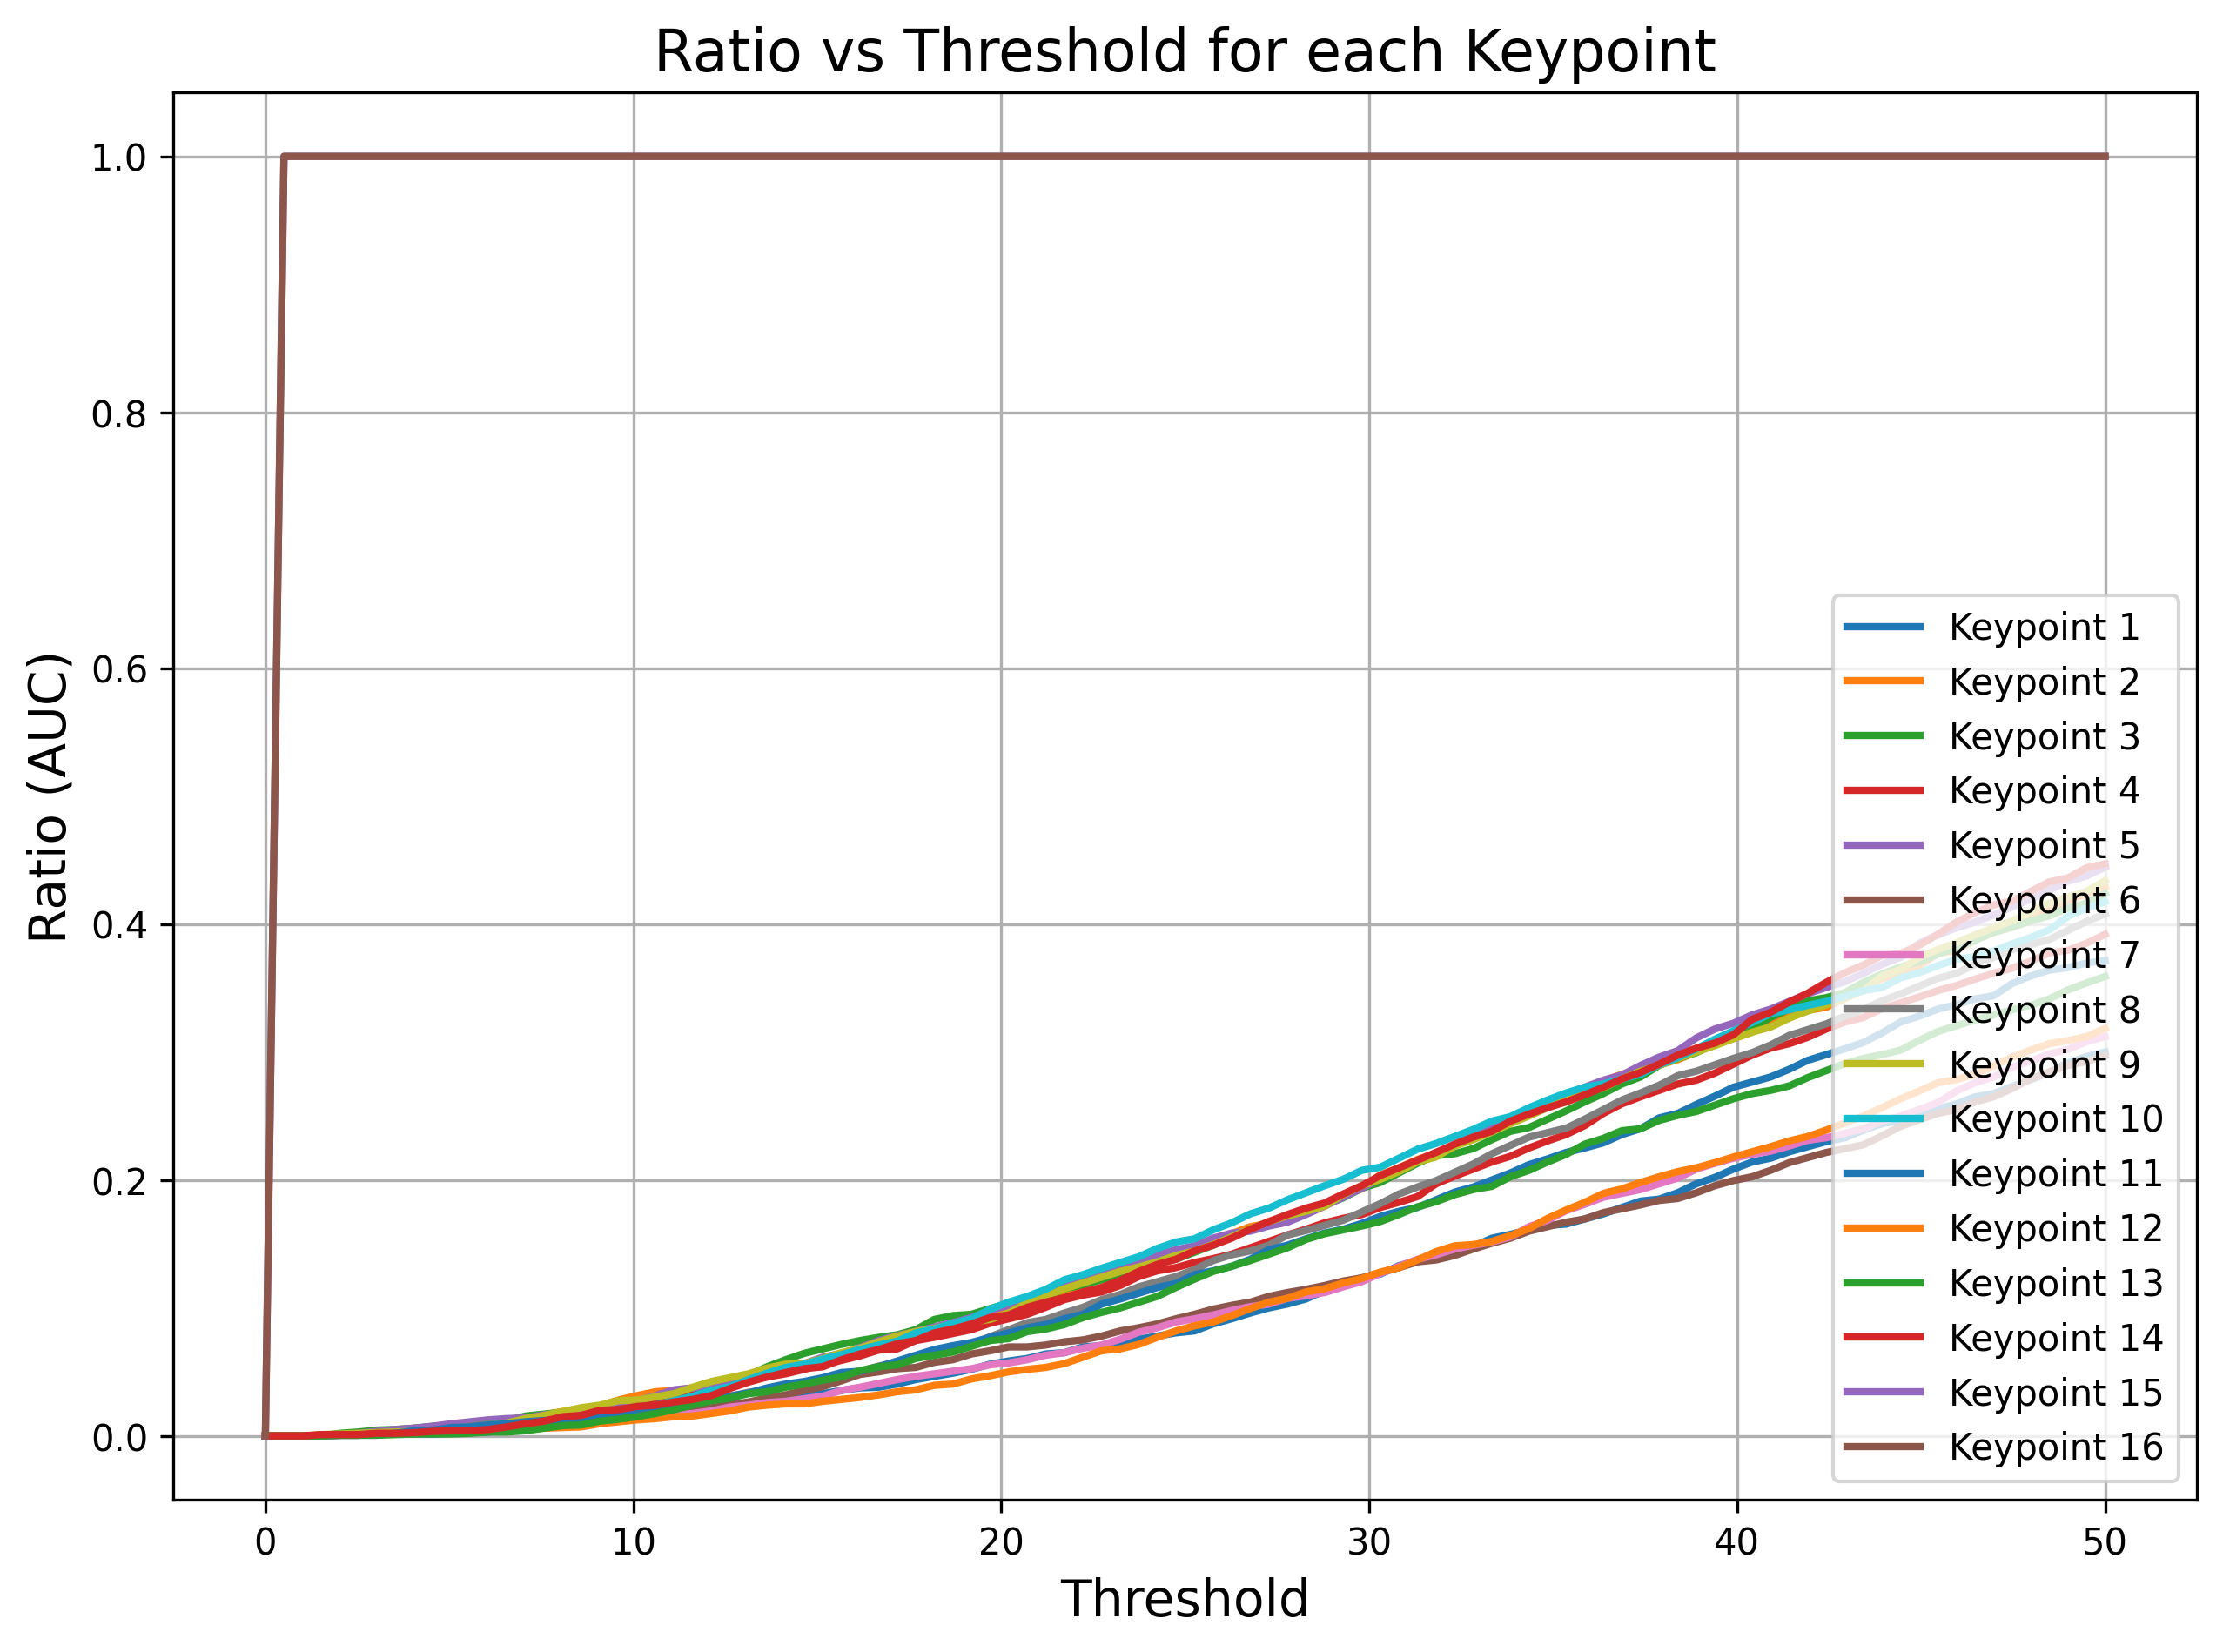 Ratio vs Threshold for each Keypoint
Ratio (AUC)
1.0
0.8
0.6
0.4
0.2
0.0
Keypoint 1
Keypoint 2
Keypoint 3
Keypoint 4
Keypoint 5
Keypoint 6
Keypoint 7
Keypoint 8
Keypoint 9
Keypoint 10
Keypoint 11
Keypoint 12
Keypoint 13
Keypoint 14
Keypoint 15
Keypoint 16
0 10 20 30 40 50
Threshold